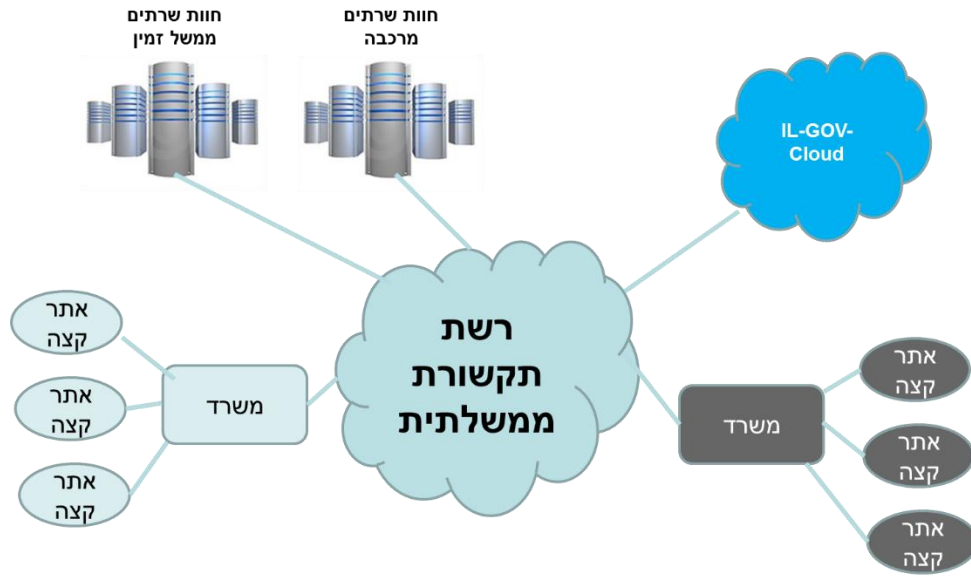 חוות שרתים
ממשל זמין
חוות שרתים
מרכבה
IL-GOV-
Cloud
רשת
תקשורת
ממשלתית
אתר
קצה
אתר
קצה
אתר
קצה
משרד
משרד
אתר
קצה
אתר
קצה
אתר
קצה